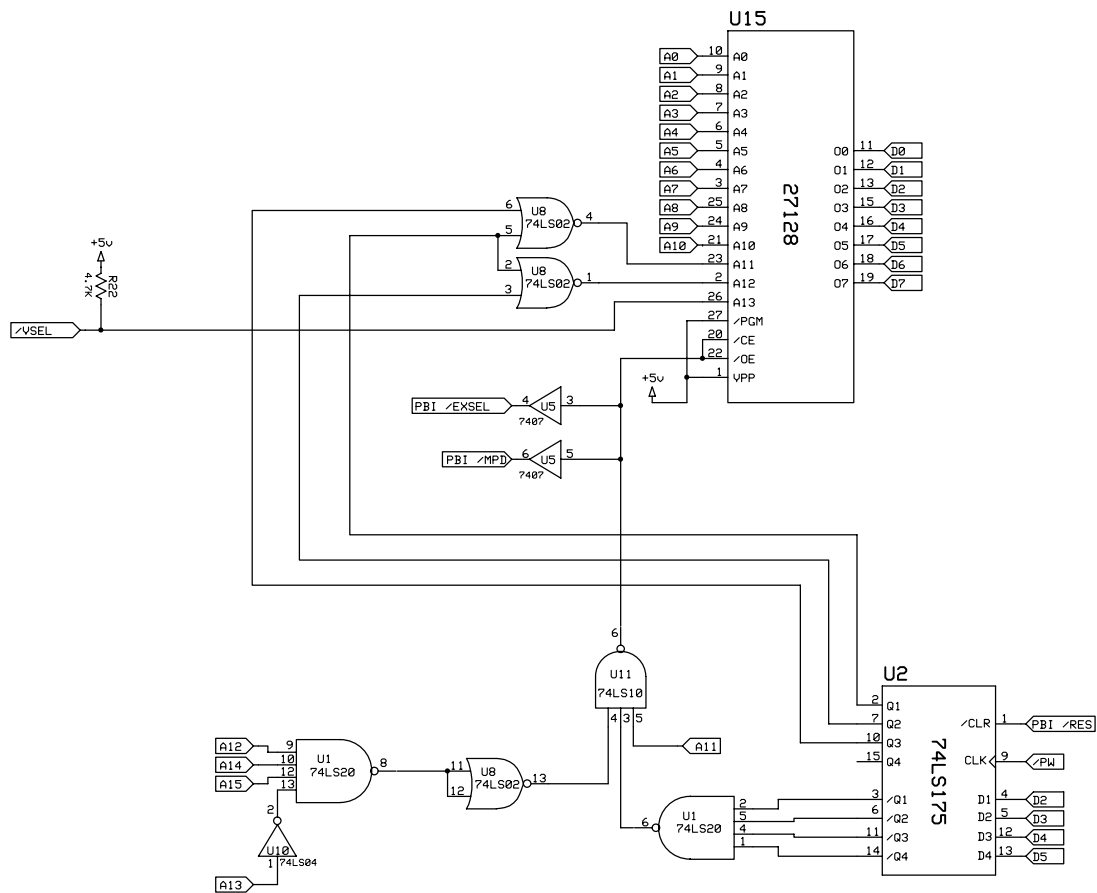 U15
A0 10 A0
A1 9 A1
A2 8 A2
A3 7 A3
A4 6 A4
A5 5 A5
A6 4 A6
A7 3 A7
A8 25 A8
A9 24 A9
A10 21 A10
23 A11
2 A12
26 A13
27 /PGM
20 /CE
22 /OE
1 VPP
27128
O0 11 D0
O1 12 D1
O2 13 D2
O3 15 D3
O4 16 D4
O5 17 D5
O6 18 D6
O7 19 D7
6 U8 4
5 74LS02
2 U8 1
3 74LS02
+5v
R22
4.7K
/VSEL
+5v
PBI /EXSEL 4 U5 3
7407
PBI /MPD 6 U5 5
7407
6
U11
74LS10
4 3 5
A11
A12 9
A14 10
A15 12
13
U1
74LS20
8
2
U10
74LS04
1
A13
11 U8 13
12 74LS02
6 U1
74LS20
2
5
4
1
U2
74LS175
2 Q1
7 Q2
10 Q3
15 Q4
3 /Q1
6 /Q2
11 /Q3
14 /Q4
/CLR 1 PBI /RES
CLK 9 /PW
D1 4 D2
D2 5 D3
D3 12 D4
D4 13 D5